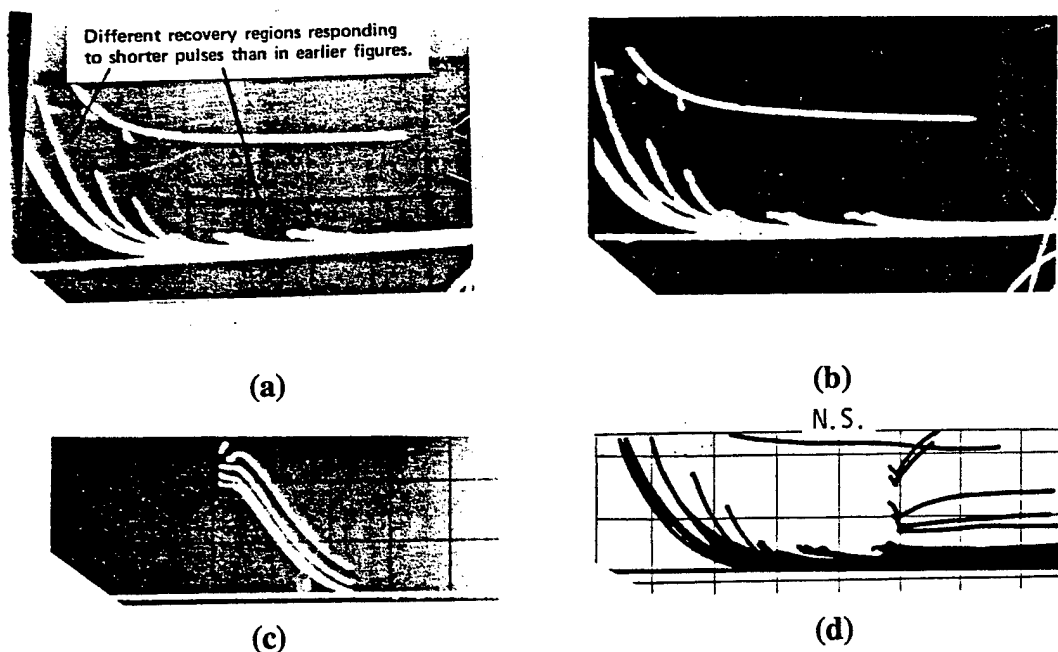 Different recovery regions responding
to shorter pulses than in earlier figures.
(a)
(b)
N.S.
(c)
(d)